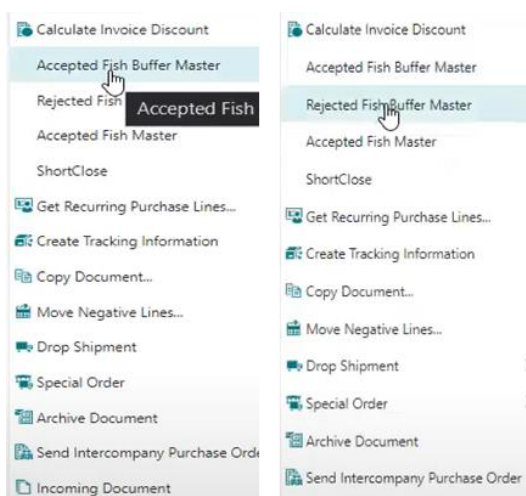 Calculate Invoice Discount
Accepted Fish Buffer Master
Rejected Fish
Accepted Fish
Accepted Fish Master
ShortClose
Get Recurring Purchase Lines...
Create Tracking Information
Copy Document...
Move Negative Lines...
Drop Shipment
Special Order
Archive Document
Send Intercompany Purchase Orde
Incoming Document
Calculate Invoice Discount
Accepted Fish Buffer Master
Rejected Fish Buffer Master
Accepted Fish Master
ShortClose
Get Recurring Purchase Lines...
Create Tracking Information
Copy Document...
Move Negative Lines...
Drop Shipment
Special Order
Archive Document
Send Intercompany Purchase Order